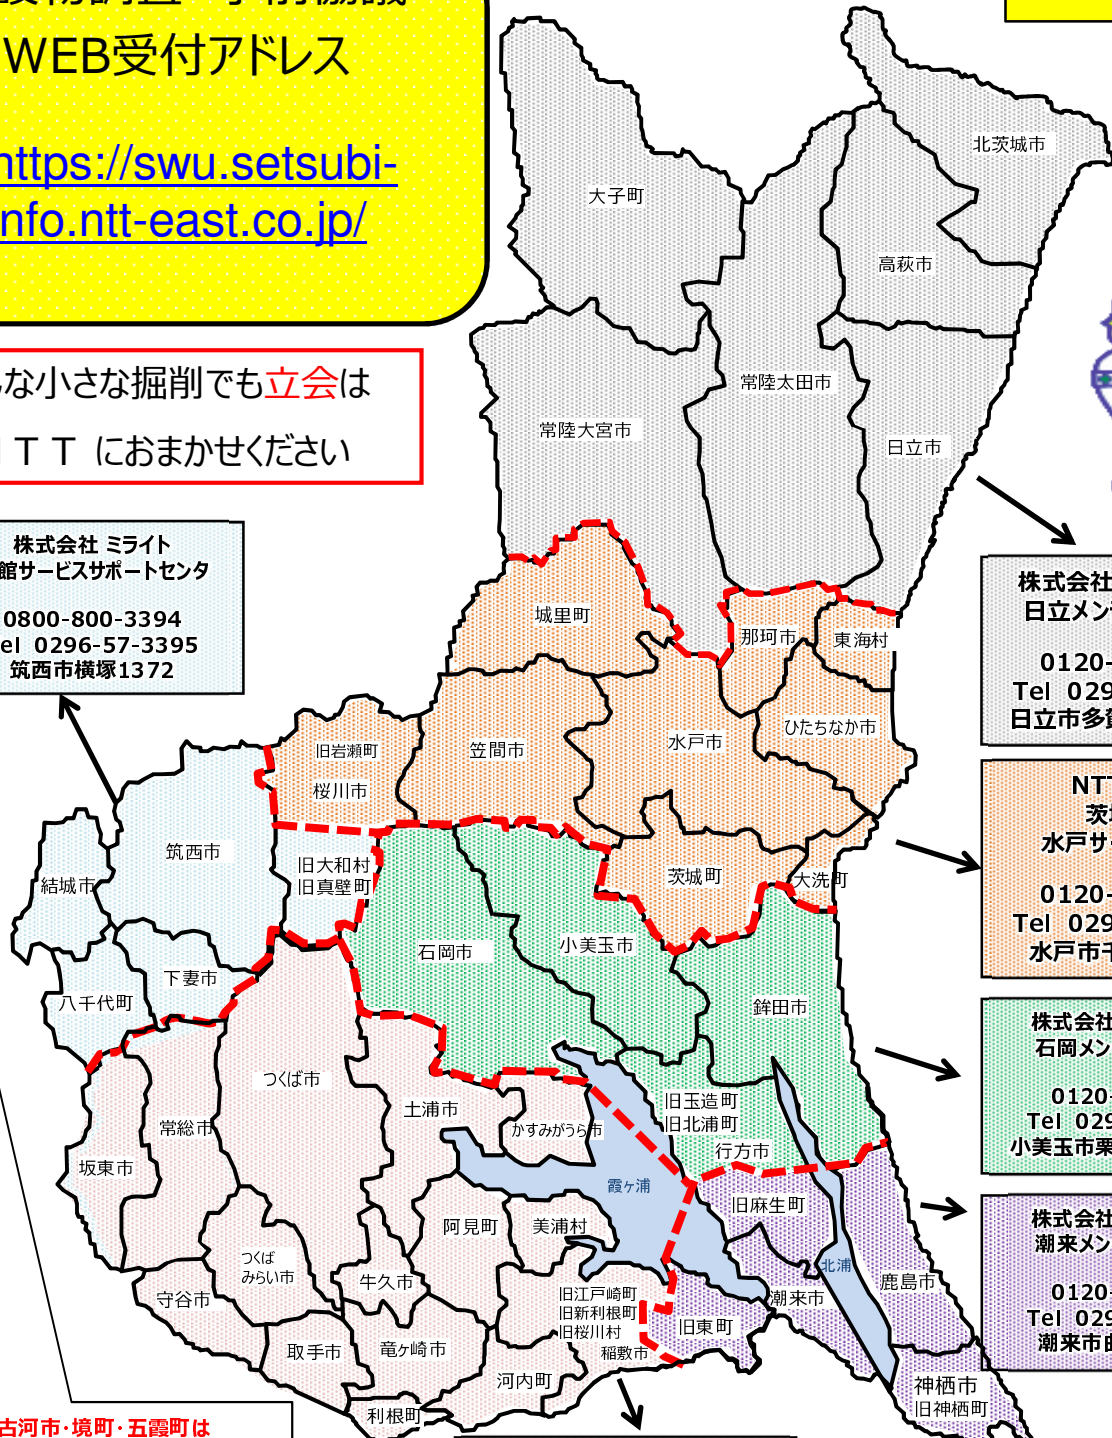 WEB受付アドレス
https://swu.setsubi-
info.ntt-east.co.jp/
な小さな掘削でも立会は
ＴＴ におまかせください
株式会社 ミライト
館サービスサポートセンタ
0800-800-3394
el 0296-57-3395
筑西市横塚1372
大子町
北茨城市
高萩市
常陸太田市
常陸大宮市
日立市
城里町
那珂市
東海村
ひたちなか市
水戸市
笠間市
旧岩瀬町
桜川市
筑西市
結城市
旧大和村
旧真壁町
茨城町
大洗町
石岡市
小美玉市
下妻市
八千代町
鉾田市
つくば市
土浦市
かすみがうら市
旧玉造町
旧北浦町
行方市
常総市
坂東市
霞ヶ浦
旧麻生町
阿見町
美浦村
つくば
みらい市
牛久市
北浦
鹿島市
守谷市
旧江戸崎町
旧新利根町
旧桜川村
稲敷市
潮来市
旧東町
取手市
竜ヶ崎市
河内町
利根町
神栖市
旧神栖町
株式会社
日立メン
0120-
Tel 029
日立市多
NT
茨
水戸サ
0120-
Tel 029
水戸市千
株式会社
石岡メン
0120-
Tel 029
小美玉市栗
株式会社
潮来メン
0120-
Tel 029
潮来市
古河市・境町・五霞町は